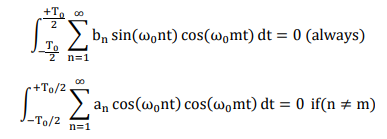 ∫_{-T₀/2}^{+T₀/2} ∑_{n=1}^{∞} bₙ sin(ω₀nt) cos(ω₀mt) dt = 0 (always)
∫_{-T₀/2}^{+T₀/2} ∑_{n=1}^{∞} aₙ cos(ω₀nt) cos(ω₀mt) dt = 0 if(n ≠ m)